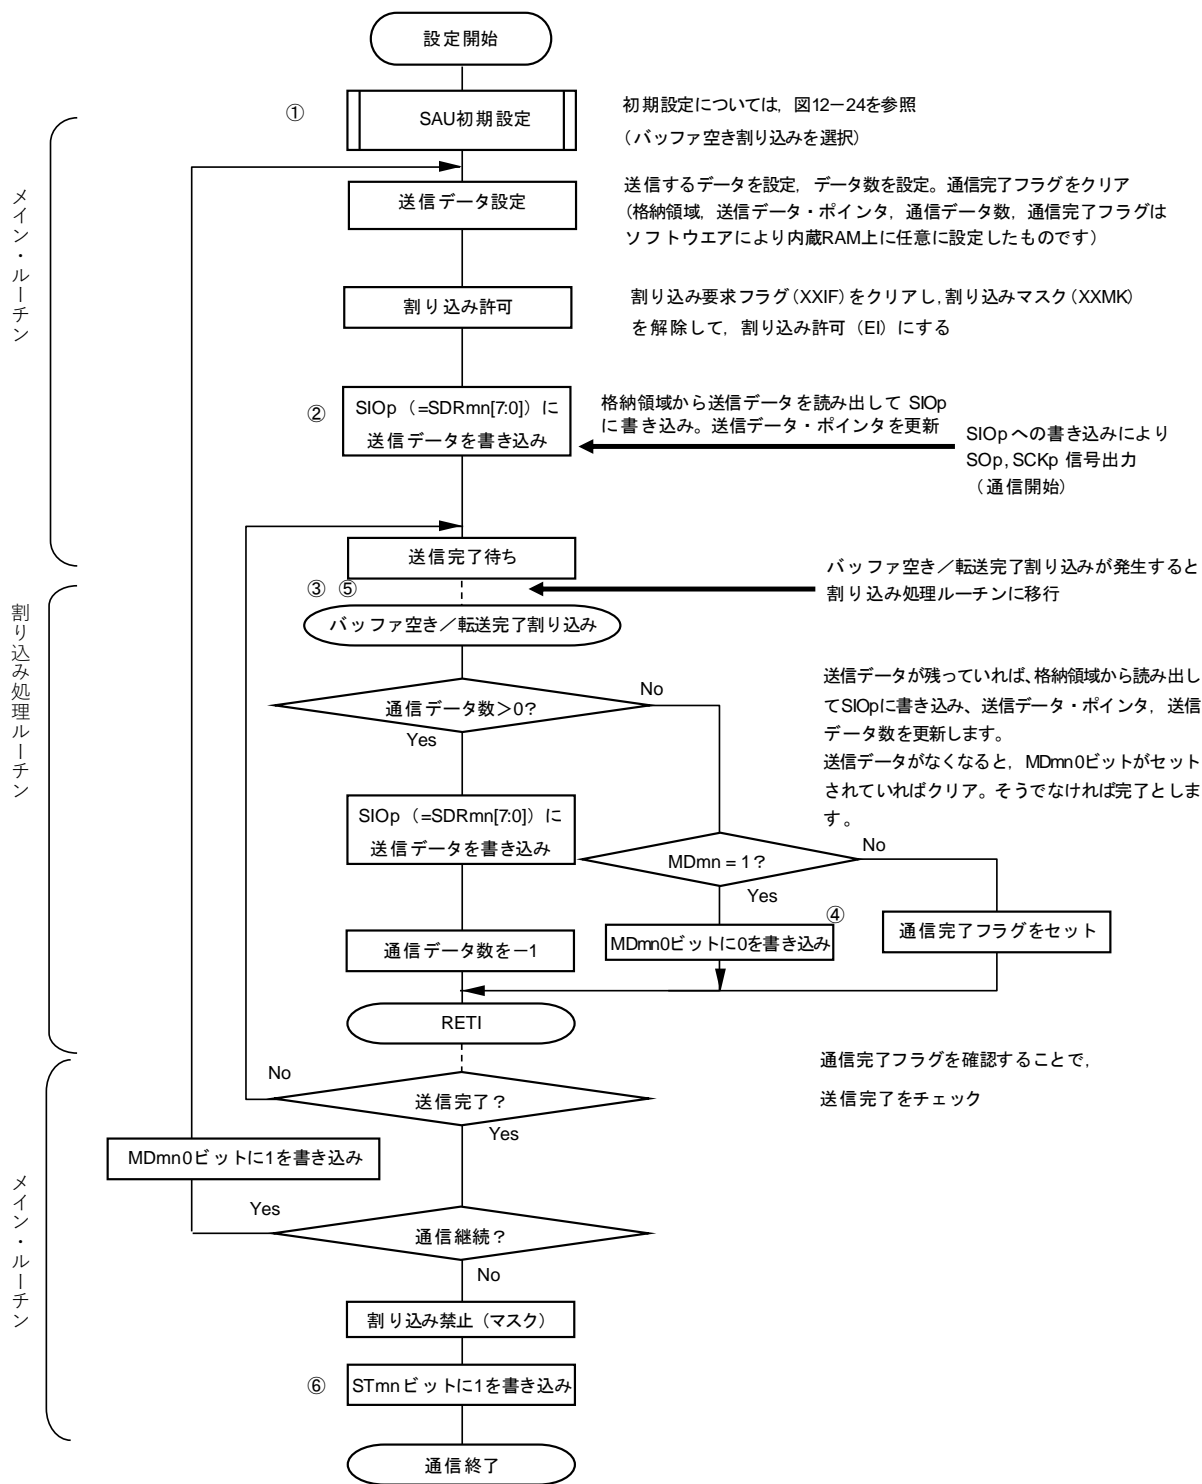 設定開始
①
SAU初期設定
初期設定については，図12－24を参照
（バッファ空き割り込みを選択）
メイン・ルーチン
送信データ設定
送信するデータを設定，データ数を設定。通信完了フラグをクリア
（格納領域，送信データ・ポインタ，通信データ数，通信完了フラグは
ソフトウエアにより内蔵RAM上に任意に設定したものです）
割り込み許可
割り込み要求フラグ（XXIF）をクリアし，割り込みマスク（XXMK）
を解除して，割り込み許可（EI）にする
②
SIOp（=SDRmn[7:0]）に
送信データを書き込み
格納領域から送信データを読み出して SIOp
に書き込み。送信データ・ポインタを更新
SIOpへの書き込みにより
SOp, SCKp 信号出力
（通信開始）
送信完了待ち
③ ⑤
バッファ空き／転送完了割り込みが発生すると
割り込み処理ルーチンに移行
割り込み処理ルーチン
バッファ空き／転送完了割り込み
通信データ数＞0？
No
Yes
送信データが残っていれば、格納領域から読み出し
てSIOpに書き込み、送信データ・ポインタ，送信
データ数を更新します。
送信データがなくなると，MDmn0ビットがセット
されていればクリア。そうでなければ完了としま
す。
SIOp（=SDRmn[7:0]）に
送信データを書き込み
MDmn = 1？
No
Yes
④
通信データ数を－1
MDmn0ビットに0を書き込み
通信完了フラグをセット
RETI
No
送信完了？
Yes
通信完了フラグを確認することで，
送信完了をチェック
MDmn0ビットに1を書き込み
メイン・ルーチン
Yes
通信継続？
No
割り込み禁止（マスク）
⑥
STmnビットに1を書き込み
通信終了